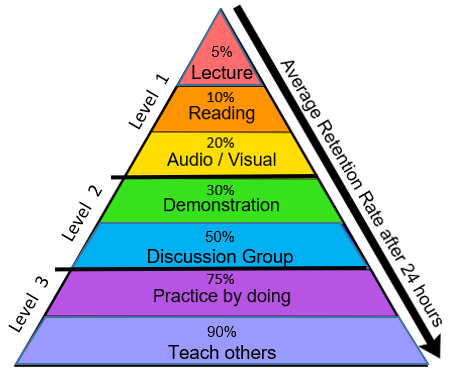 5%
Lecture
10%
Reading
20%
Audio / Visual
30%
Demonstration
50%
Discussion Group
75%
Practice by doing
90%
Teach others
Level 1
Level 2
Level 3
Average Retention Rate after 24 hours